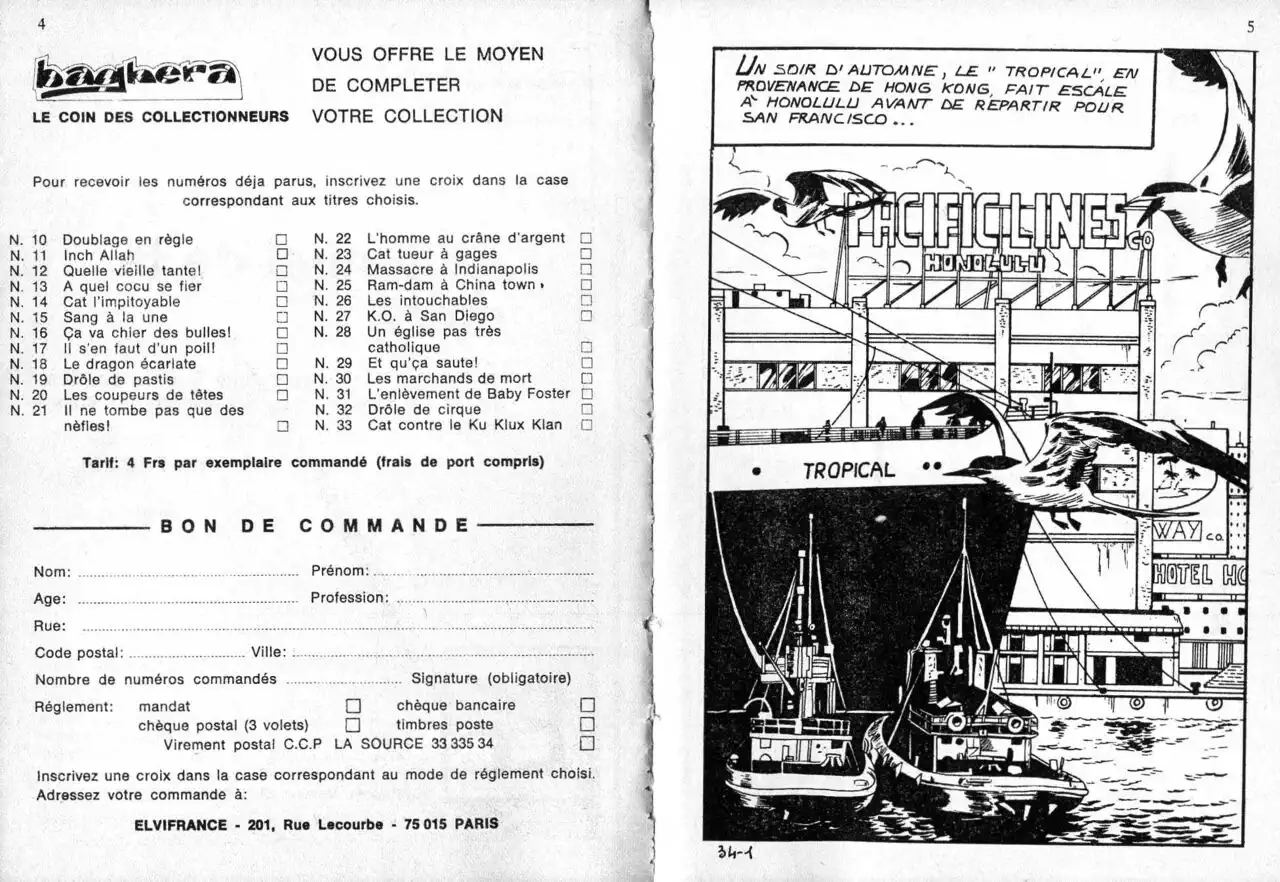 4
baghera
LE COIN DES COLLECTIONNEURS
VOUS OFFRE LE MOYEN
DE COMPLETER
VOTRE COLLECTION
Pour recevoir les numéros déja parus, inscrivez une croix dans la case
correspondant aux titres choisis.
N. 10 Doublage en règle
N. 11 Inch Allah
N. 12 Quelle vieille tante!
N. 13 A quel cocu se fier
N. 14 Cat l'impitoyable
N. 15 Sang à la une
N. 16 Ça va chier des bulles!
N. 17 Il s'en faut d'un poil!
N. 18 Le dragon écarlate
N. 19 Drôle de pastis
N. 20 Les coupeurs de têtes
N. 21 Il ne tombe pas que des
nèfles!
N. 22 L'homme au crâne d'argent
N. 23 Cat tueur à gages
N. 24 Massacre à Indianapolis
N. 25 Ram-dam à China town
N. 26 Les intouchables
N. 27 K.O. à San Diego
N. 28 Un église pas très
catholique
N. 29 Et qu'ça saute!
N. 30 Les marchands de mort
N. 31 L'enlèvement de Baby Foster
N. 32 Drôle de cirque
N. 33 Cat contre le Ku Klux Klan
Tarif: 4 Frs par exemplaire commandé (frais de port compris)
BON DE COMMANDE
Nom: Prénom:
Age: Profession:
Rue:
Code postal: Ville:
Nombre de numéros commandés Signature (obligatoire)
Réglement: mandat chèque bancaire
chèque postal (3 volets) timbres poste
Virement postal C.C.P LA SOURCE 33 335 34
Inscrivez une croix dans la case correspondant au mode de réglement choisi.
Adressez votre commande à:
ELVIFRANCE - 201, Rue Lecourbe - 75 015 PARIS
5
UN SOIR D'AUTOMNE, LE "TROPICAL", EN
PROVENANCE DE HONG KONG, FAIT ESCALE
A HONOLULU AVANT DE REPARTIR POUR
SAN FRANCISCO...
PACIFIC LINES CO
HONOLULU
TROPICAL
WAY CO.
HOTEL HO
34-1